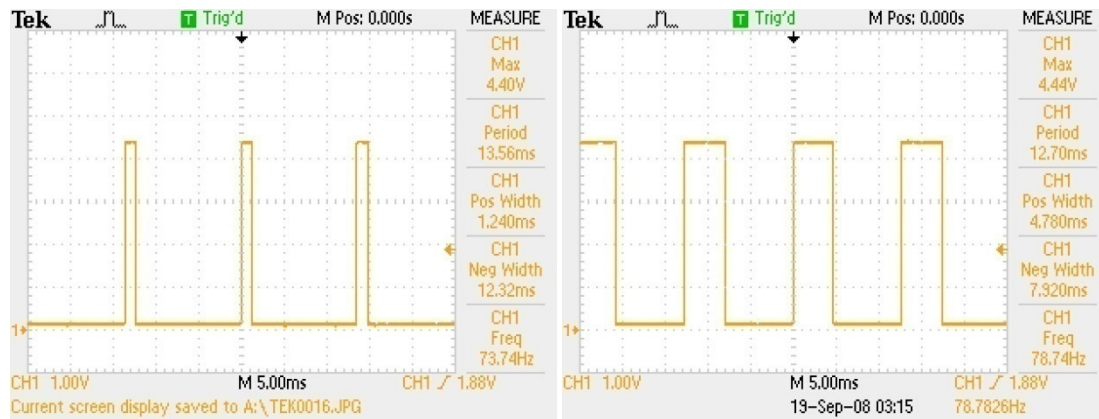 Tek T Trig'd M Pos: 0.000s MEASURE
CH1
Max
4.40V
CH1
Period
13.56ms
CH1
Pos Width
1.240ms
CH1
Neg Width
12.32ms
CH1
Freq
73.74Hz
1
CH1 1.00V M 5.00ms CH1 1.88V
Current screen display saved to A:\TEK0016.JPG
Tek T Trig'd M Pos: 0.000s MEASURE
CH1
Max
4.44V
CH1
Period
12.70ms
CH1
Pos Width
4.780ms
CH1
Neg Width
7.920ms
CH1
Freq
78.74Hz
1
CH1 1.00V M 5.00ms CH1 1.88V
19-Sep-08 03:15 78.7826Hz